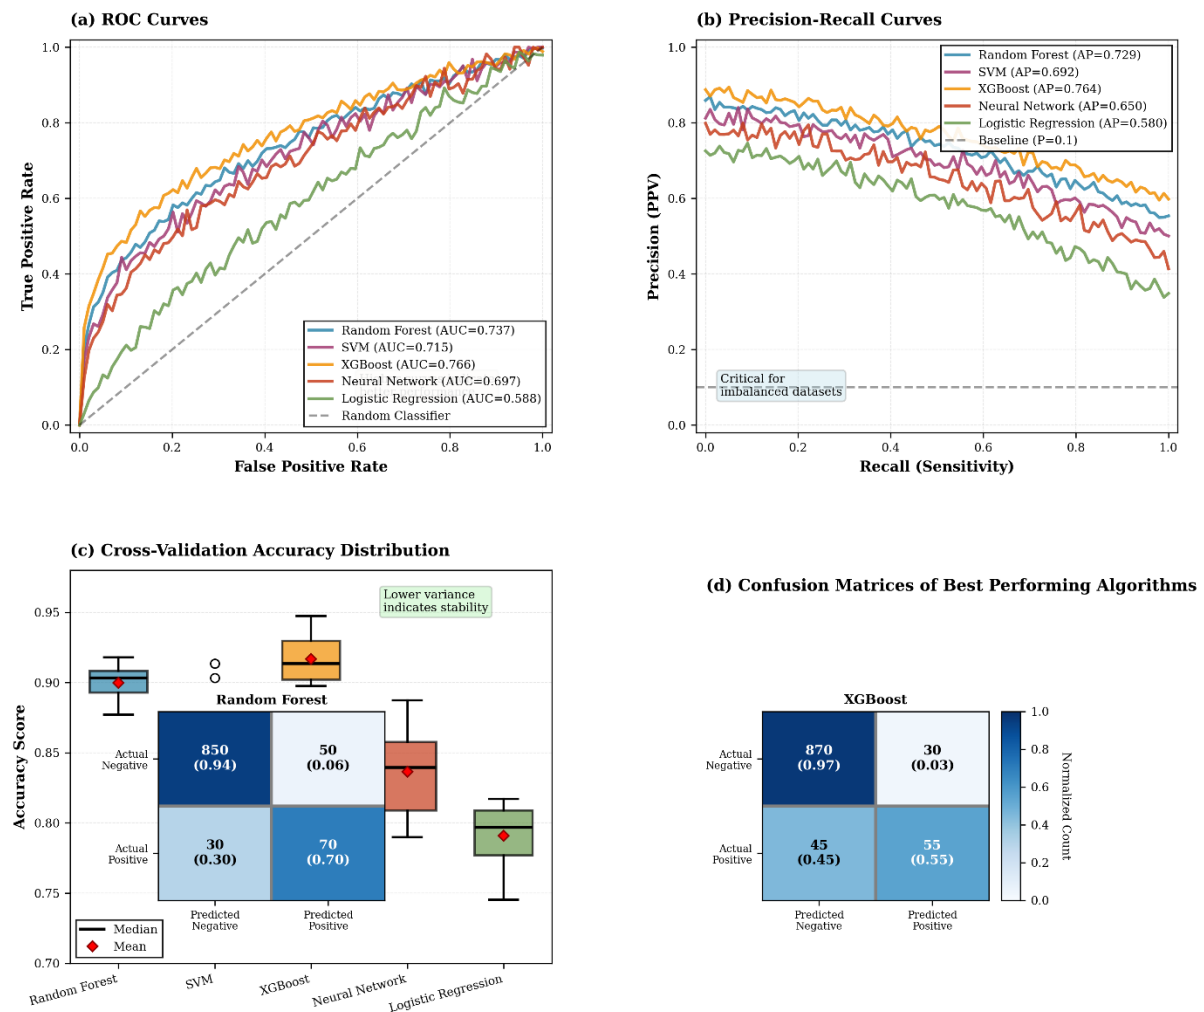 (a) ROC Curves
True Positive Rate
1.0
0.8
0.6
0.4
0.2
0.0
Random Forest (AUC=0.737)
SVM (AUC=0.715)
XGBoost (AUC=0.766)
Neural Network (AUC=0.697)
Logistic Regression (AUC=0.588)
Random Classifier
0.0 0.2 0.4 0.6 0.8 1.0
False Positive Rate
(b) Precision-Recall Curves
Precision (PPV)
1.0
0.8
0.6
0.4
0.2
0.0
Random Forest (AP=0.729)
SVM (AP=0.692)
XGBoost (AP=0.764)
Neural Network (AP=0.650)
Logistic Regression (AP=0.580)
Baseline (P=0.1)
Critical for
imbalanced datasets
0.0 0.2 0.4 0.6 0.8 1.0
Recall (Sensitivity)
(c) Cross-Validation Accuracy Distribution
Accuracy Score
0.95
0.90
0.85
0.80
0.75
0.70
Lower variance
indicates stability
Random Forest
Actual
Negative
850
(0.94)
50
(0.06)
Actual
Positive
30
(0.30)
70
(0.70)
Predicted
Negative
Predicted
Positive
Median
Mean
Random Forest
SVM
XGBoost
Neural Network
Logistic Regression
(d) Confusion Matrices of Best Performing Algorithms
XGBoost
Actual
Negative
870
(0.97)
30
(0.03)
Actual
Positive
45
(0.45)
55
(0.55)
Predicted
Negative
Predicted
Positive
1.0
0.8
0.6
0.4
0.2
0.0
Normalized Count